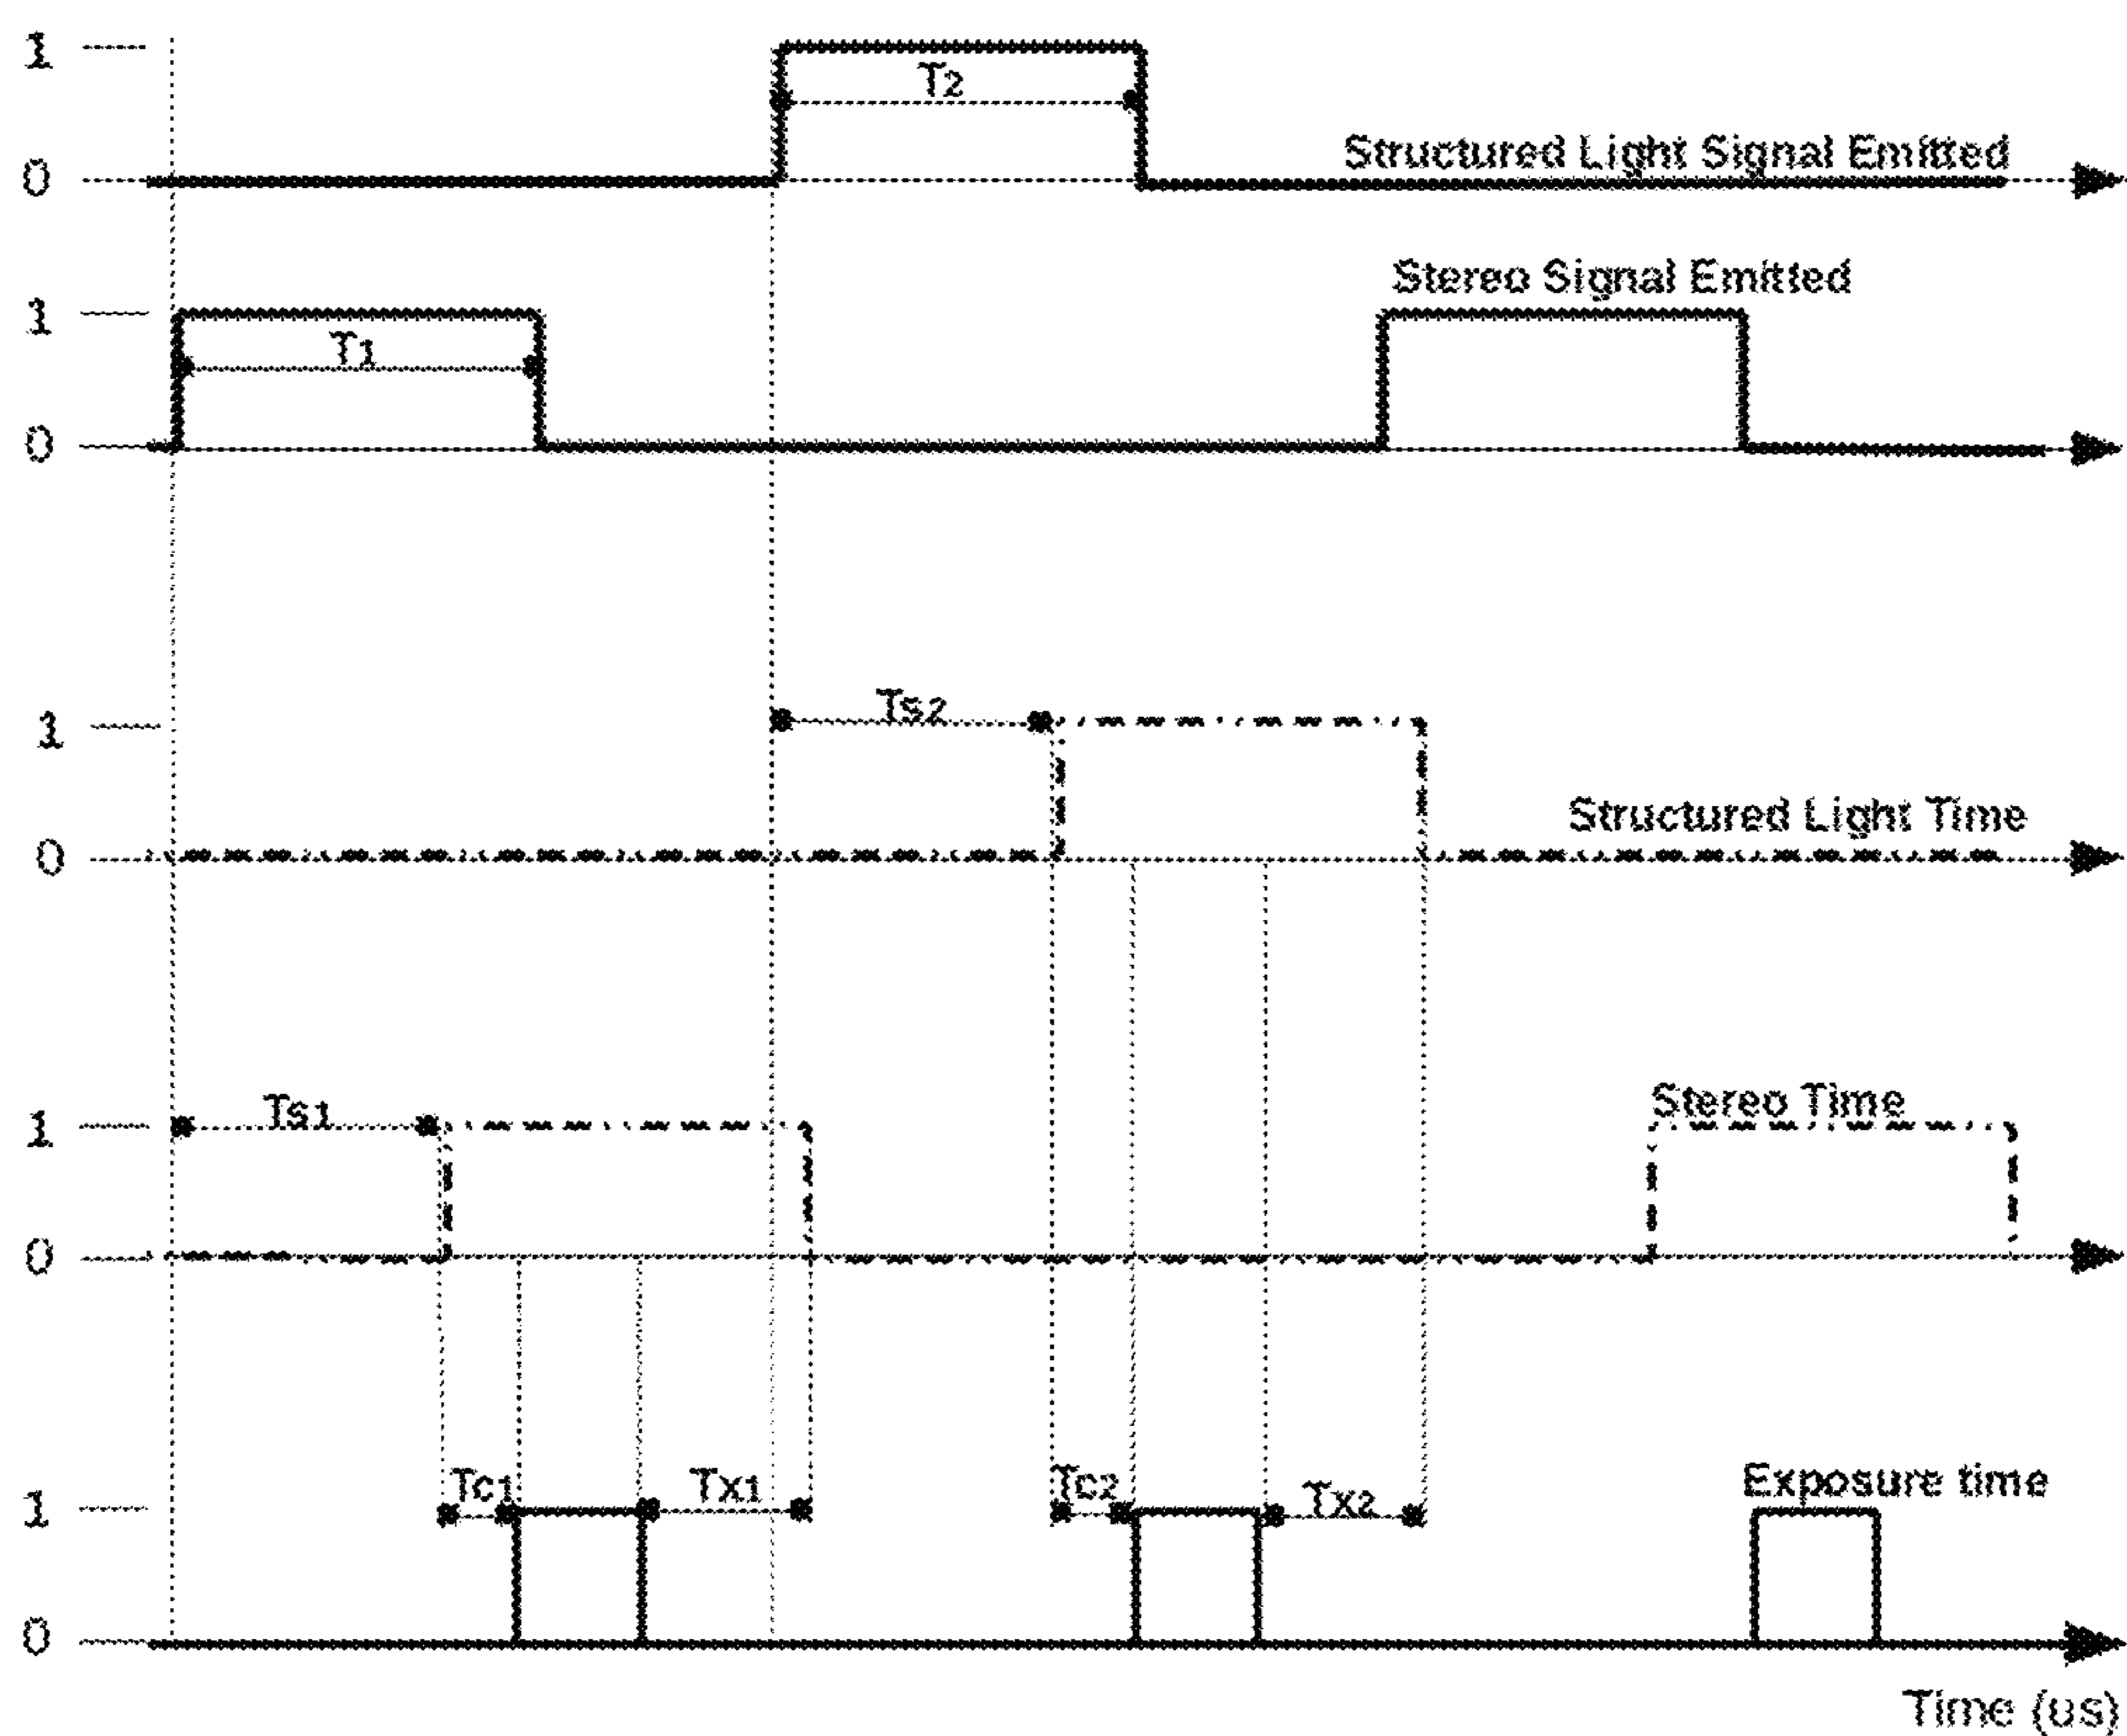 1
T2
Structured Light Signal Emitted
0
Stereo Signal Emitted
1
T1
0
Ts2
1
Structured Light Time
0
Stereo Time
Ts1
1
0
Tc1
Tx1
Tc2
Tx2
Exposure time
1
0
Time (us)